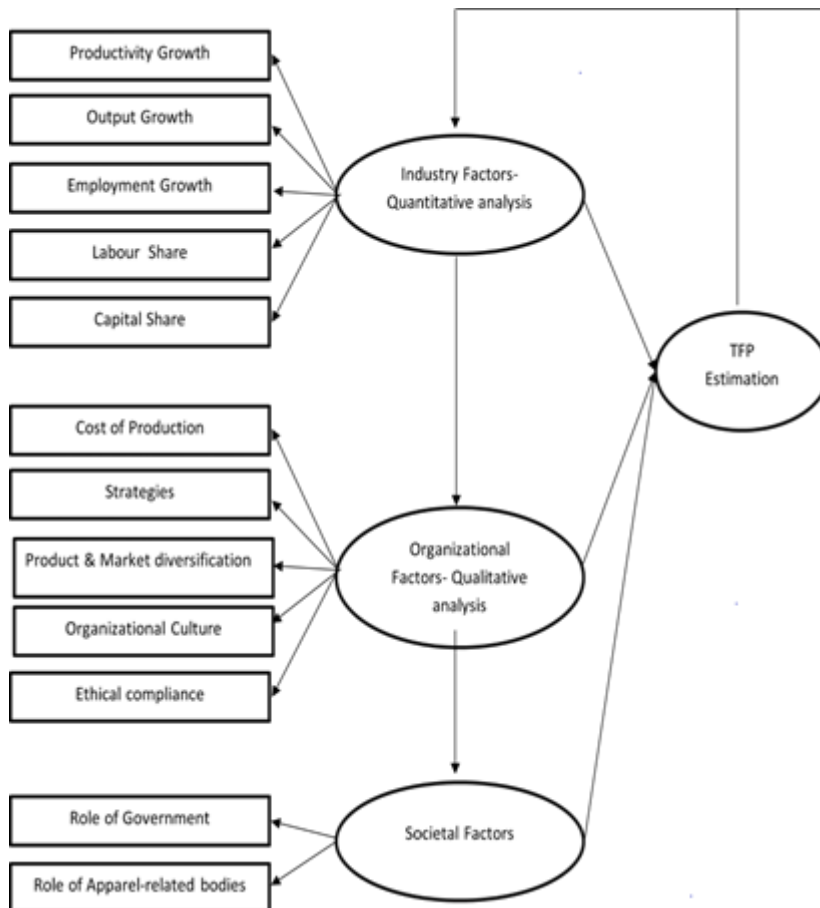 Productivity Growth
Output Growth
Employment Growth
Labour Share
Capital Share
Industry Factors-
Quantitative analysis
TFP
Estimation
Cost of Production
Strategies
Product & Market diversification
Organizational Culture
Ethical compliance
Organizational
Factors- Qualitative
analysis
Role of Government
Role of Apparel-related bodies
Societal Factors